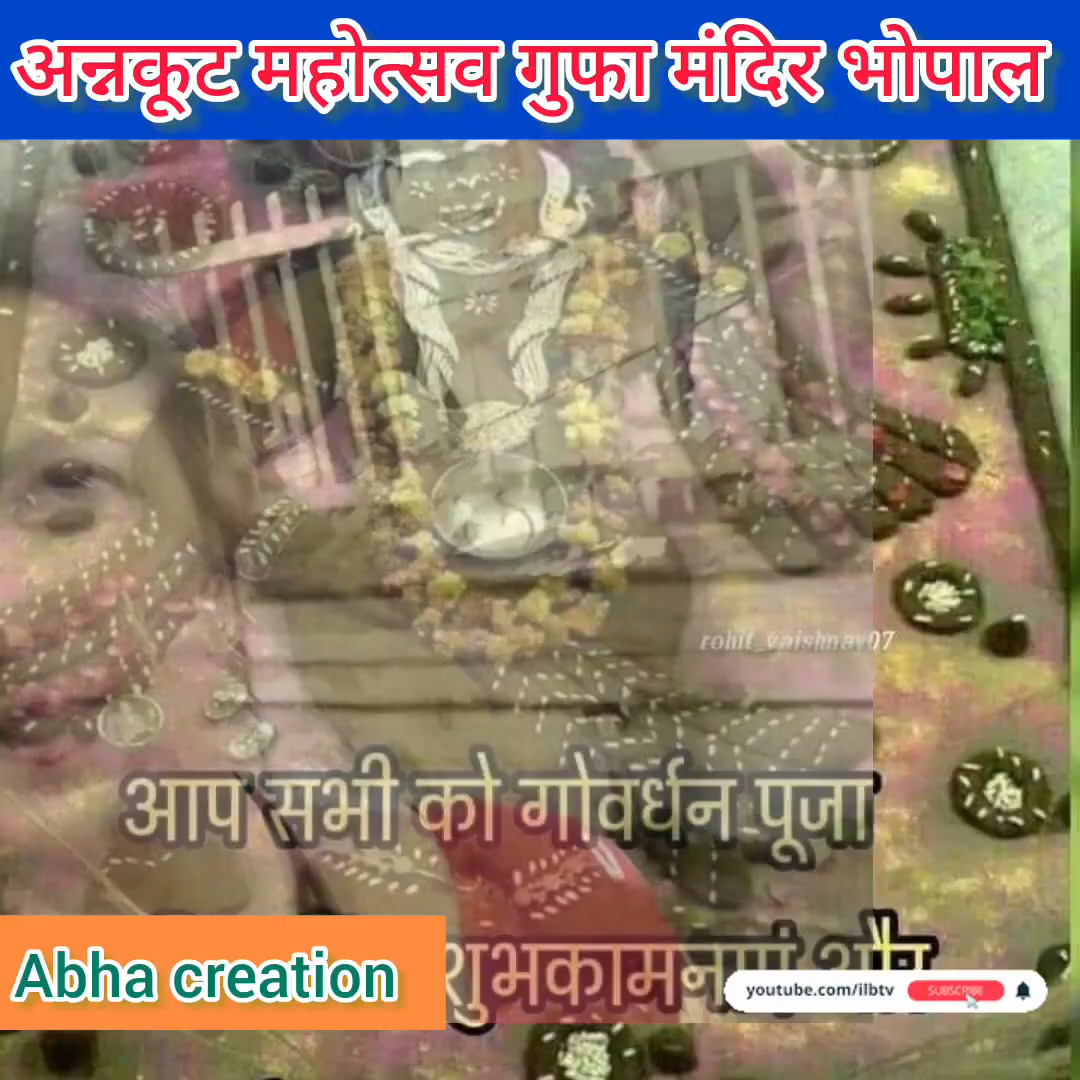 अन्नकूट महोत्सव गुफा मंदिर भोपाल
rohit_vaishnav07
आप सभी को गोवर्धन पूजा
शुभकामनाएं और
Abha creation
youtube.com/ilbtv
SUBSCRIBE